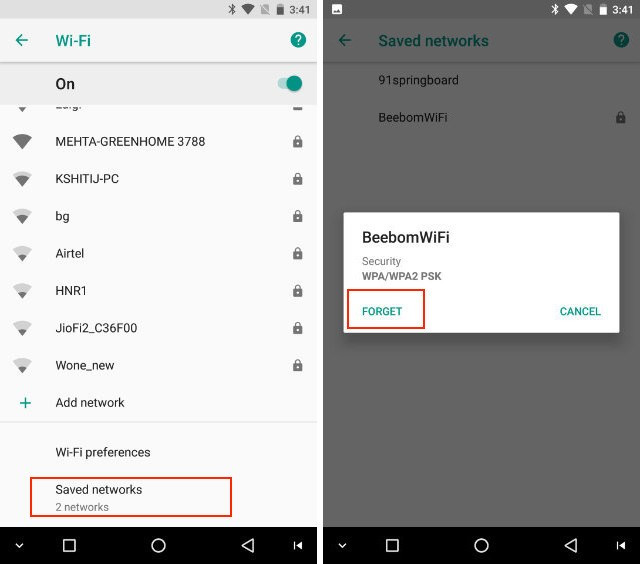 3:41
Wi-Fi
On
MEHTA-GREENHOME 3788
KSHITIJ-PC
bg
Airtel
HNR1
JioFi2_C36F00
Wone_new
Add network
Wi-Fi preferences
Saved networks
2 networks
3:41
Saved networks
91springboard
BeebomWiFi
BeebomWiFi
Security
WPA/WPA2 PSK
FORGET
CANCEL